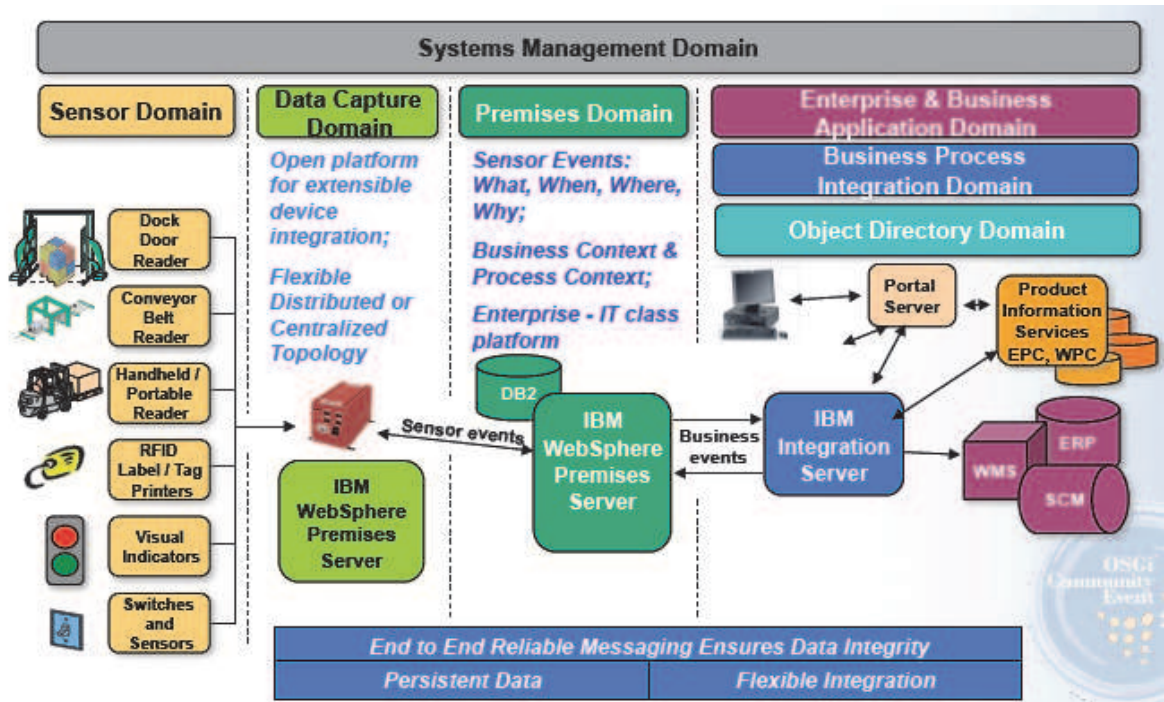 Systems Management Domain
Sensor Domain
Data Capture
Domain
Premises Domain
Enterprise & Business
Application Domain
Business Process
Integration Domain
Object Directory Domain
Open platform
for extensible
device
integration;
Flexible
Distributed or
Centralized
Topology
Sensor Events:
What, When, Where,
Why;
Business Context &
Process Context;
Enterprise - IT class
platform
Dock
Door
Reader
Conveyor
Belt
Reader
Handheld /
Portable
Reader
RFID
Label / Tag
Printers
Visual
Indicators
Switches
and
Sensors
Sensor events
IBM
WebSphere
Premises
Server
DB2
IBM
WebSphere
Premises
Server
Business
events
IBM
Integration
Server
Portal
Server
Product
Information
Services
EPC, WPC
WMS
ERP
SCM
OSGi
Community
Event
End to End Reliable Messaging Ensures Data Integrity
Persistent Data
Flexible Integration